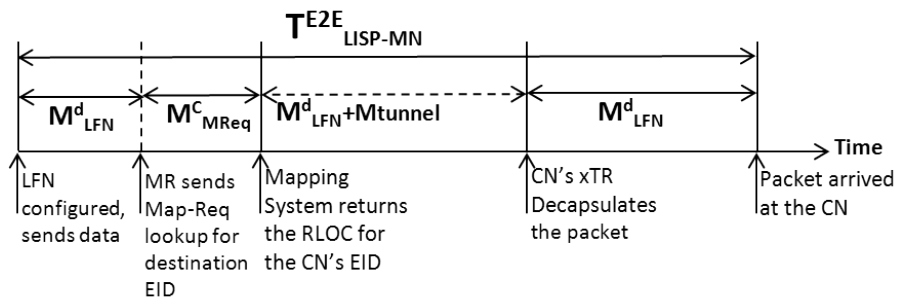 T^E2E_LISP-MN
M^d_LFN
M^C_MReq
M^d_LFN+Mtunnel
M^d_LFN
Time
LFN
configured,
sends data
MR sends
Map-Req
lookup for
destination
EID
Mapping
System returns
the RLOC for
the CN's EID
CN's xTR
Decapsulates
the packet
Packet arrived
at the CN